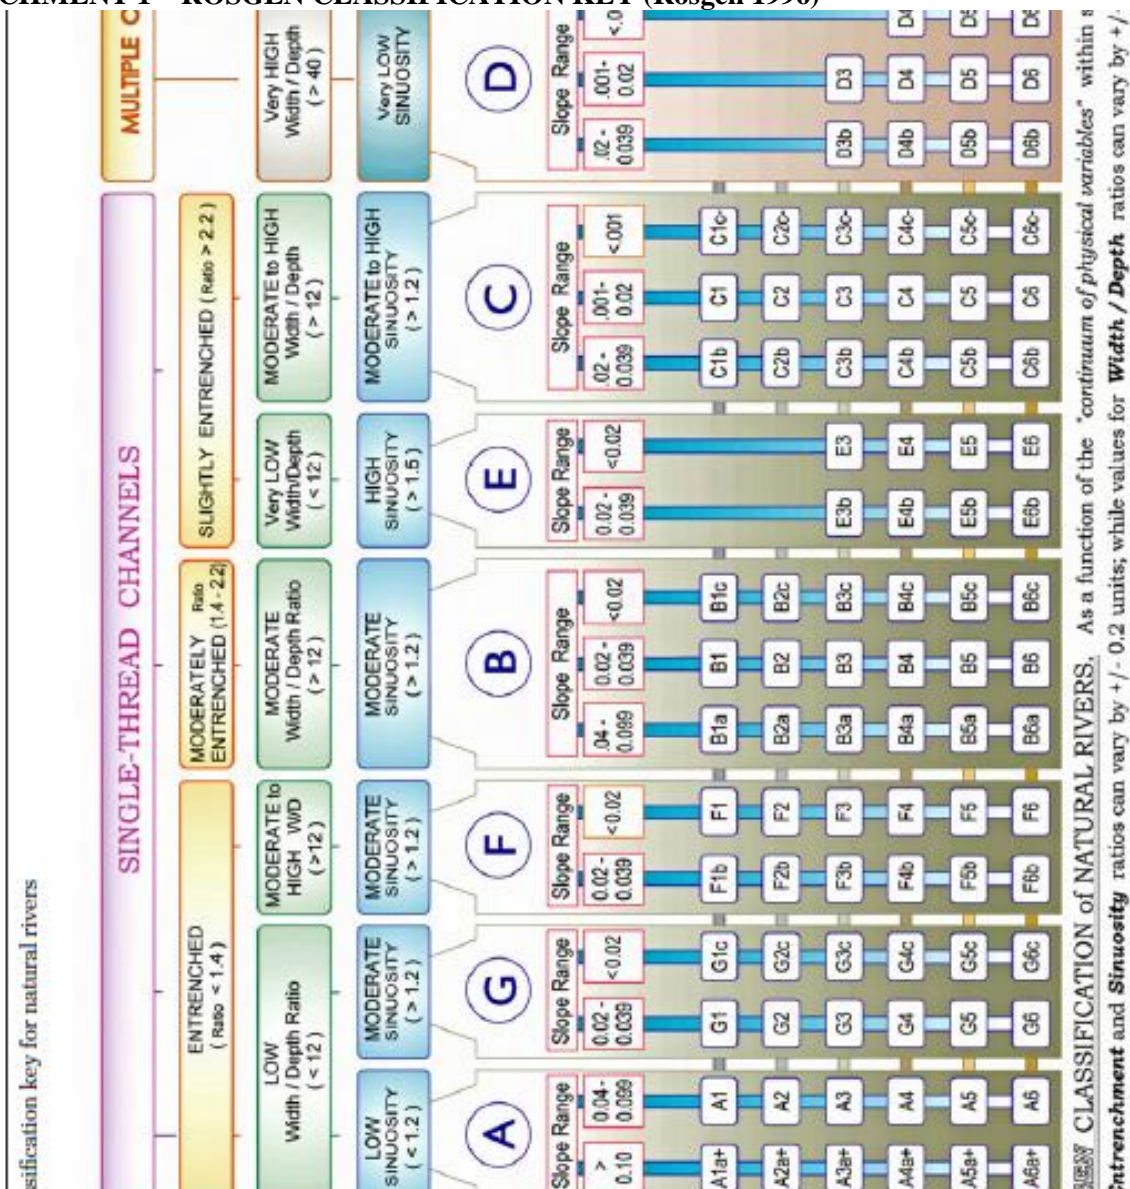 CHMENT 1 – ROSGEN CLASSIFICATION KEY (Rosgen 1996)
sification key for natural rivers
SINGLE-THREAD CHANNELS
MULTIPLE C
ENTRENCHED
( Ratio < 1.4 )
MODERATELY Ratio
ENTRENCHED (1.4 - 2.2)
SLIGHTLY ENTRENCHED ( Ratio > 2.2 )
LOW
Width / Depth Ratio
( < 12 )
MODERATE to
HIGH W/D
( >12 )
MODERATE
Width / Depth Ratio
( > 12 )
Very LOW
Width/Depth
( < 12 )
MODERATE to HIGH
Width / Depth
( > 12 )
Very HIGH
Width / Depth
( > 40 )
LOW
SINUOSITY
( < 1.2 )
MODERATE
SINUOSITY
( > 1.2 )
MODERATE
SINUOSITY
( > 1.2 )
MODERATE
SINUOSITY
( > 1.2 )
HIGH
SINUOSITY
( > 1.5 )
MODERATE to HIGH
SINUOSITY
( > 1.2 )
Very LOW
SINUOSITY
A G F B E C D
Slope Range Slope Range Slope Range Slope Range Slope Range Slope Range Slope Range
> 0.10
0.04-0.099
0.02-0.039
<0.02
0.02-0.039
<0.02
.04-0.099
0.02-0.039
<0.02
0.02-0.039
<0.02
.02-0.039
.001-0.02
<.001
.02-0.039
.001-0.02
<.0
A1a+ A1 G1 G1c F1b F1 B1a B1 B1c C1b C1 C1c-
A2a+ A2 G2 G2c F2b F2 B2a B2 B2c C2b C2 C2c-
A3a+ A3 G3 G3c F3b F3 B3a B3 B3c E3b E3 C3b C3 C3c- D3b D3
A4a+ A4 G4 G4c F4b F4 B4a B4 B4c E4b E4 C4b C4 C4c- D4b D4 D4
A5a+ A5 G5 G5c F5b F5 B5a B5 B5c E5b E5 C5b C5 C5c- D5b D5 D5
A6a+ A6 G6 G6c F6b F6 B6a B6 B6c E6b E6 C6b C6 C6c- D6b D6 D6
CLASSIFICATION of NATURAL RIVERS. As a function of the "continuum of physical variables" within s
Entrenchment and Sinuosity ratios can vary by +/- 0.2 units; while values for Width / Depth ratios can vary by +/-